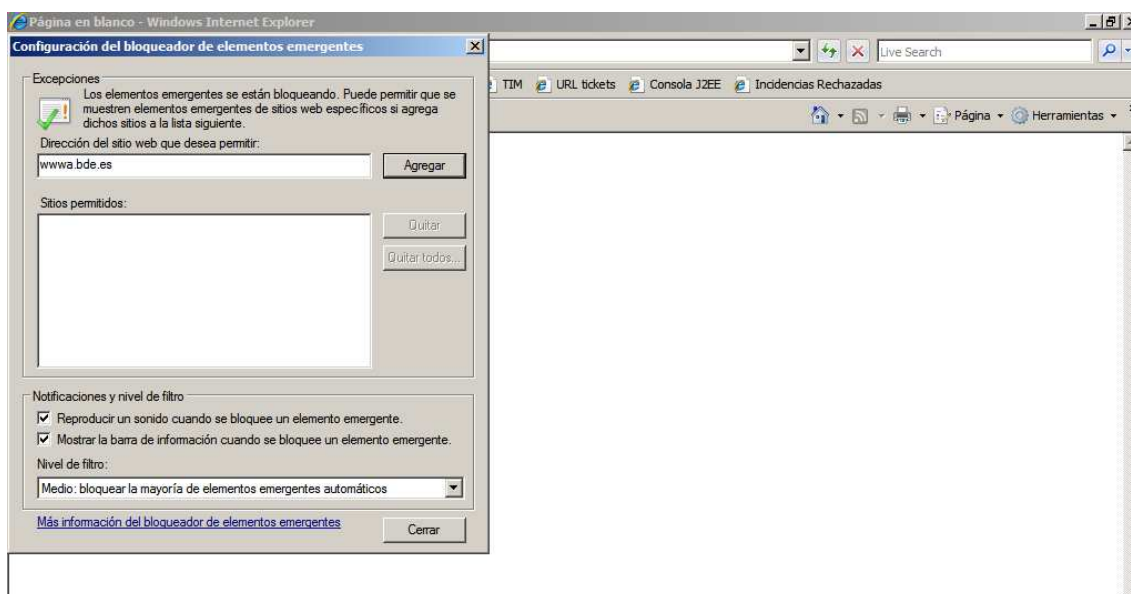 Página en blanco - Windows Internet Explorer
Configuración del bloqueador de elementos emergentes
Live Search
TIM URL tickets Consola J2EE Incidencias Rechazadas
Página Herramientas
Excepciones
Los elementos emergentes se están bloqueando. Puede permitir que se
muestren elementos emergentes de sitios web específicos si agrega
dichos sitios a la lista siguiente.
Dirección del sitio web que desea permitir:
wwwa.bde.es
Agregar
Sitios permitidos:
Quitar
Quitar todos...
Notificaciones y nivel de filtro
Reproducir un sonido cuando se bloquee un elemento emergente.
Mostrar la barra de información cuando se bloquee un elemento emergente.
Nivel de filtro:
Medio: bloquear la mayoría de elementos emergentes automáticos
Más información del bloqueador de elementos emergentes
Cerrar